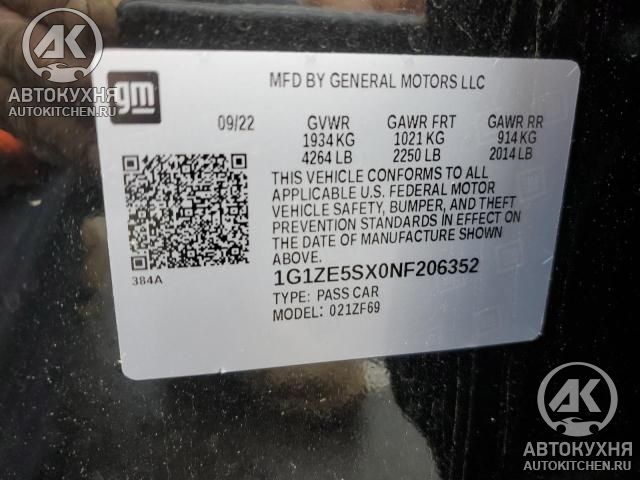 AK
АВТОКУХНЯ
AUTOKITCHEN.RU
gm
MFD BY GENERAL MOTORS LLC
09/22 GVWR GAWR FRT GAWR RR
1934 KG 1021 KG 914 KG
4264 LB 2250 LB 2014 LB
THIS VEHICLE CONFORMS TO ALL
APPLICABLE U.S. FEDERAL MOTOR
VEHICLE SAFETY, BUMPER, AND THEFT
PREVENTION STANDARDS IN EFFECT ON
THE DATE OF MANUFACTURE SHOWN
ABOVE.
384A
1G1ZE5SX0NF206352
TYPE: PASS CAR
MODEL: 021ZF69
AK
АВТОКУХНЯ
AUTOKITCHEN.RU